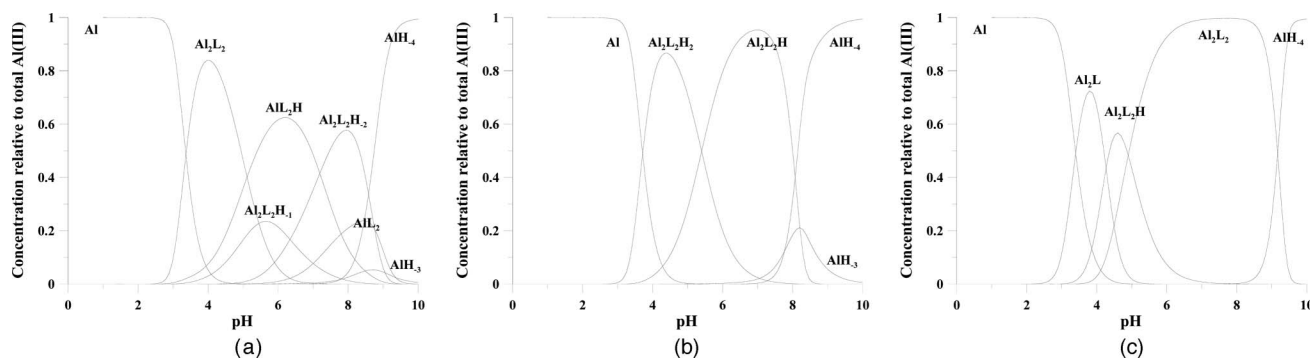 Concentration relative to total Al(III)
1
0.8
0.6
0.4
0.2
0
Al
Al₂L₂
AlL₂H
Al₂L₂H₋₂
Al₂L₂H₋₁
AlL₂
AlH₋₄
AlH₋₃
0 2 4 6 8 10
pH
(a)
Concentration relative to total Al(III)
1
0.8
0.6
0.4
0.2
0
Al
Al₂L₂H₂
Al₂L₂H
AlH₋₄
AlH₋₃
0 2 4 6 8 10
pH
(b)
Concentration relative to total Al(III)
1
0.8
0.6
0.4
0.2
0
Al
Al₂L
Al₂L₂H
Al₂L₂
AlH₋₄
0 2 4 6 8 10
pH
(c)